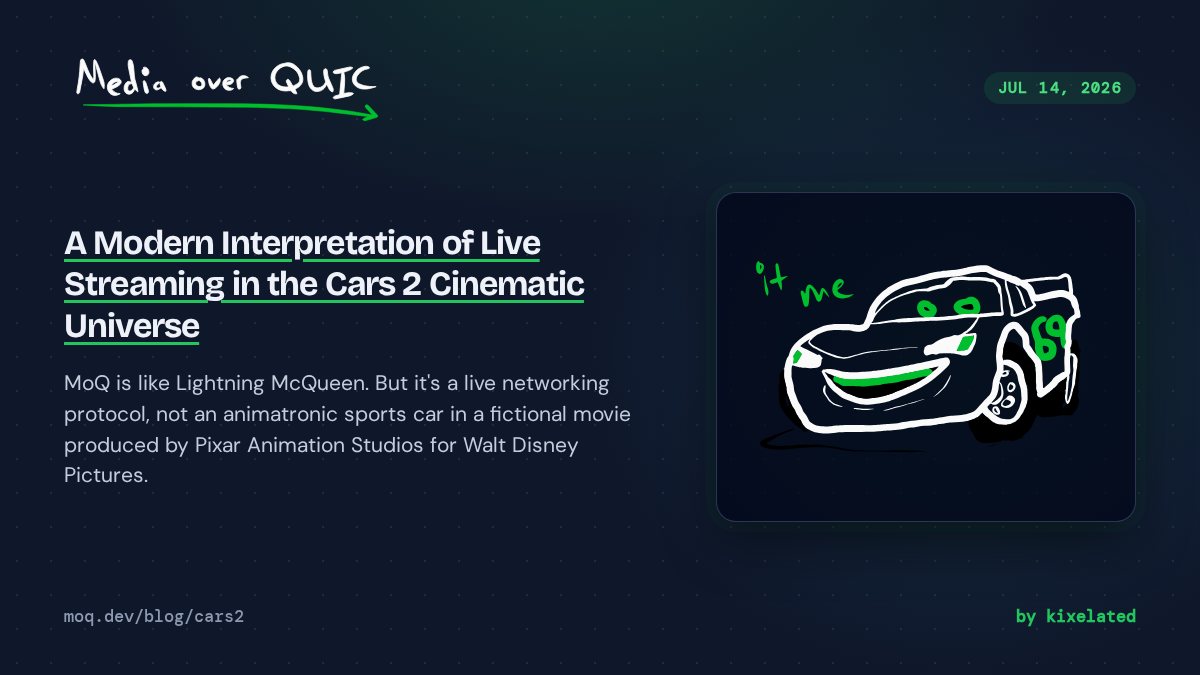 Media over QUIC
JUL 14, 2026
A Modern Interpretation of Live
Streaming in the Cars 2 Cinematic
Universe
MoQ is like Lightning McQueen. But it's a live networking
protocol, not an animatronic sports car in a fictional movie
produced by Pixar Animation Studios for Walt Disney
Pictures.
it me
69
moq.dev/blog/cars2
by kixelated